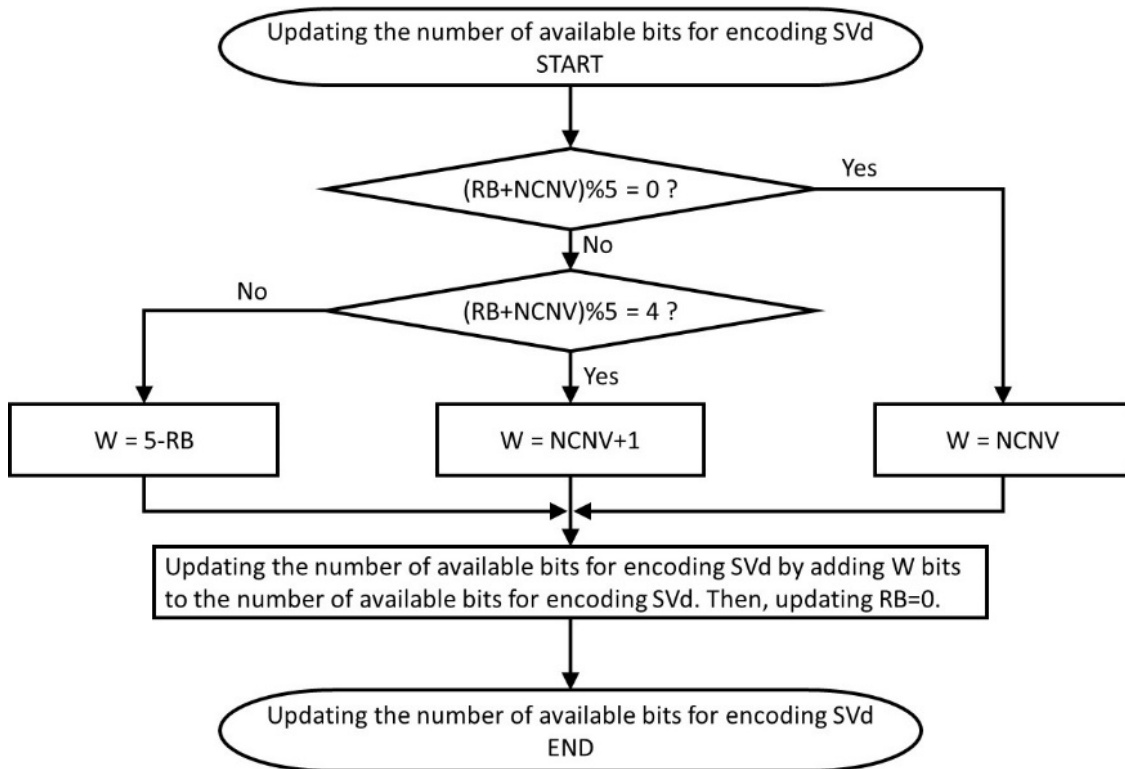 Updating the number of available bits for encoding SVd
START
(RB+NCNV)%5 = 0 ?
Yes
No
(RB+NCNV)%5 = 4 ?
No
Yes
W = 5-RB
W = NCNV+1
W = NCNV
Updating the number of available bits for encoding SVd by adding W bits
to the number of available bits for encoding SVd. Then, updating RB=0.
Updating the number of available bits for encoding SVd
END